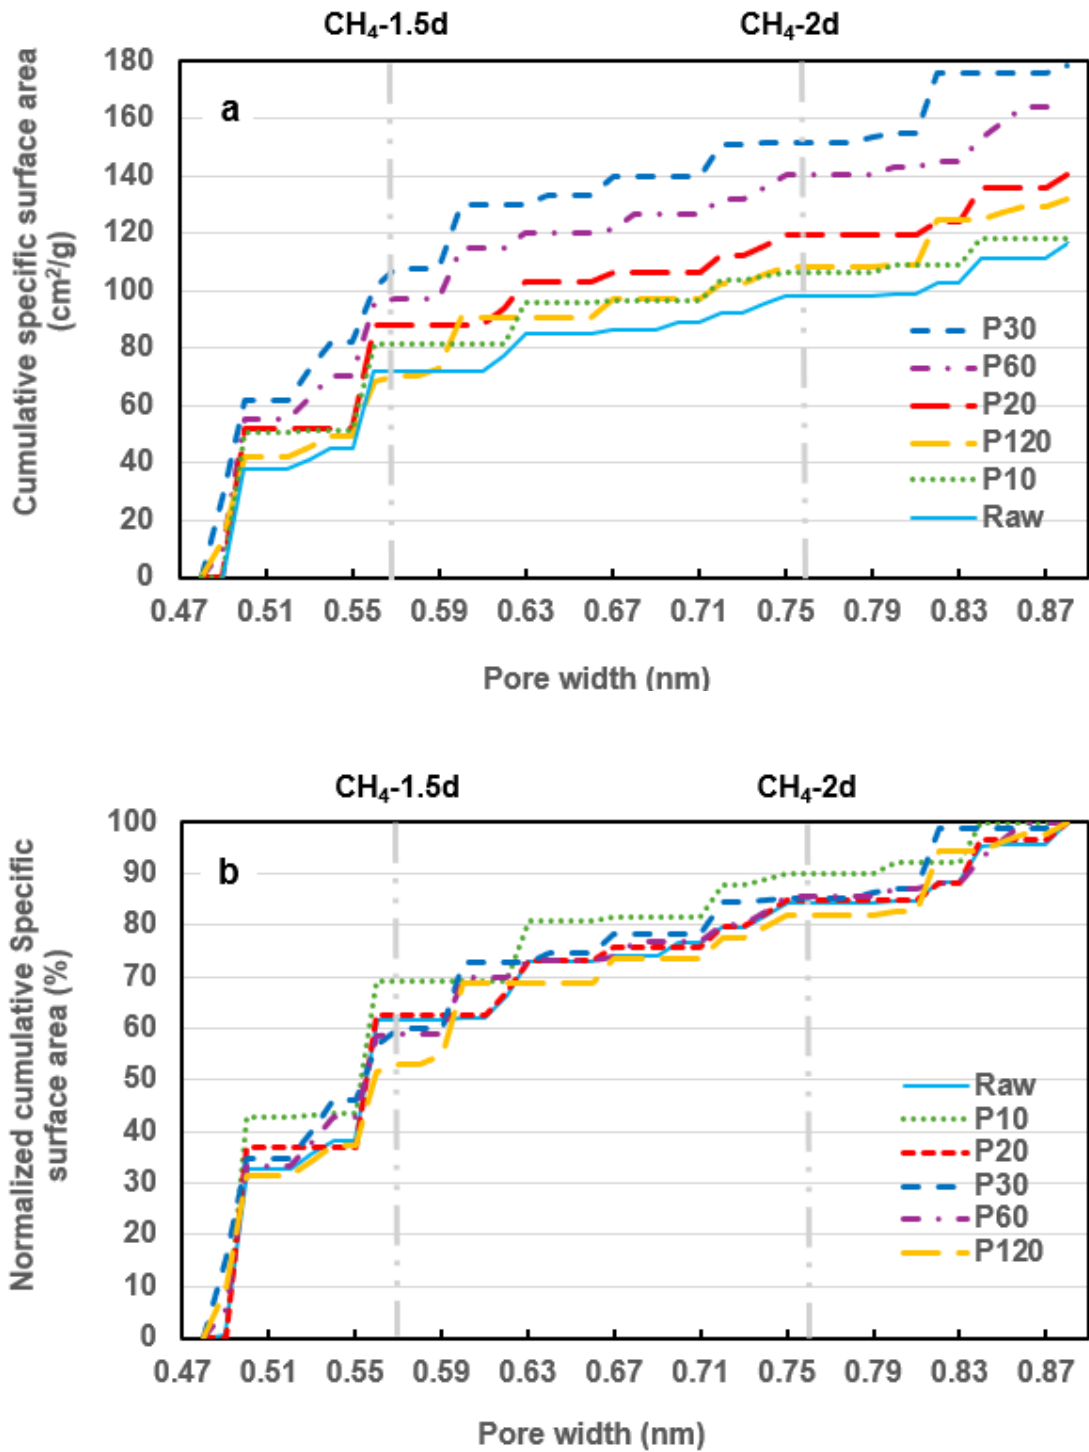 CH₄-1.5d CH₄-2d
a
Cumulative specific surface area
(cm²/g)
180
160
140
120
100
80
60
40
20
0
P30
P60
P20
P120
P10
Raw
0.47 0.51 0.55 0.59 0.63 0.67 0.71 0.75 0.79 0.83 0.87
Pore width (nm)
CH₄-1.5d CH₄-2d
b
Normalized cumulative Specific
surface area (%)
100
90
80
70
60
50
40
30
20
10
0
Raw
P10
P20
P30
P60
P120
0.47 0.51 0.55 0.59 0.63 0.67 0.71 0.75 0.79 0.83 0.87
Pore width (nm)